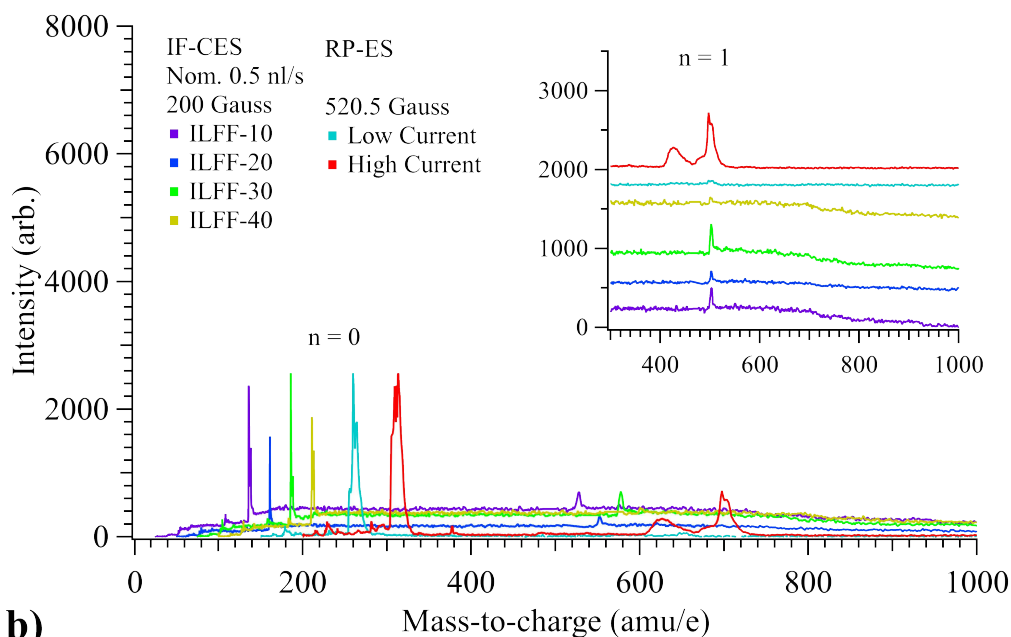 8000
6000
4000
2000
0
Intensity (arb.)
IF-CES
Nom. 0.5 nl/s
200 Gauss
ILFF-10
ILFF-20
ILFF-30
ILFF-40
RP-ES
520.5 Gauss
Low Current
High Current
n = 0
n = 1
3000
2000
1000
0
400 600 800 1000
0 200 400 600 800 1000
Mass-to-charge (amu/e)
b)